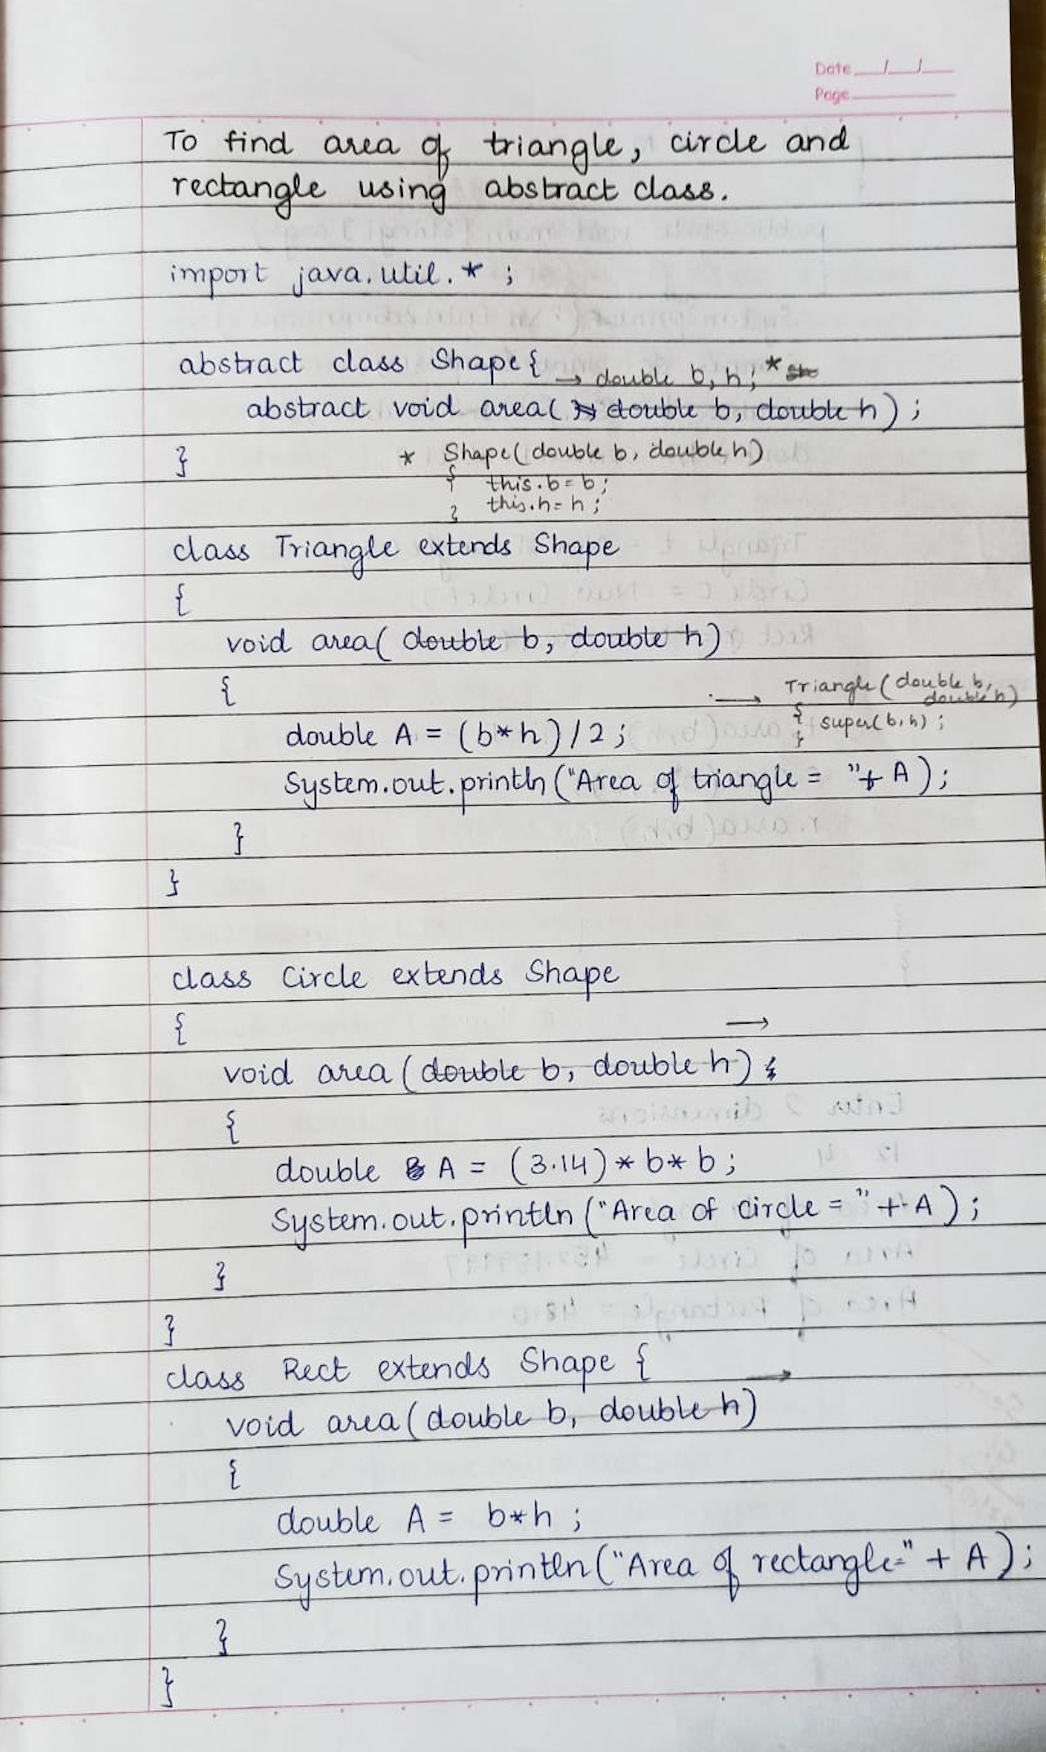 Date
Page
To find area of triangle, circle and
rectangle using abstract class.
import java.util.* ;
abstract class Shape{ → double b, h; *
abstract void area( double b, double h) ;
}
* Shape(double b, double h)
{ this.b = b;
} this.h = h ;
class Triangle extends Shape
{
void area( double b, double h)
{
→ Triangle(double b,
double h)
{ super(b,h) ;
}
double A = (b*h)/2 ;
System.out.println("Area of triangle = "+ A) ;
}
}
class Circle extends Shape
{ →
void area (double b, double h) {
{
double A = (3.14)*b*b ;
System.out.println ("Area of circle = " + A ) ;
}
}
class Rect extends Shape { →
void area (double b, double h)
{
double A = b*h ;
System.out.println("Area of rectangle=" + A ) ;
}
}